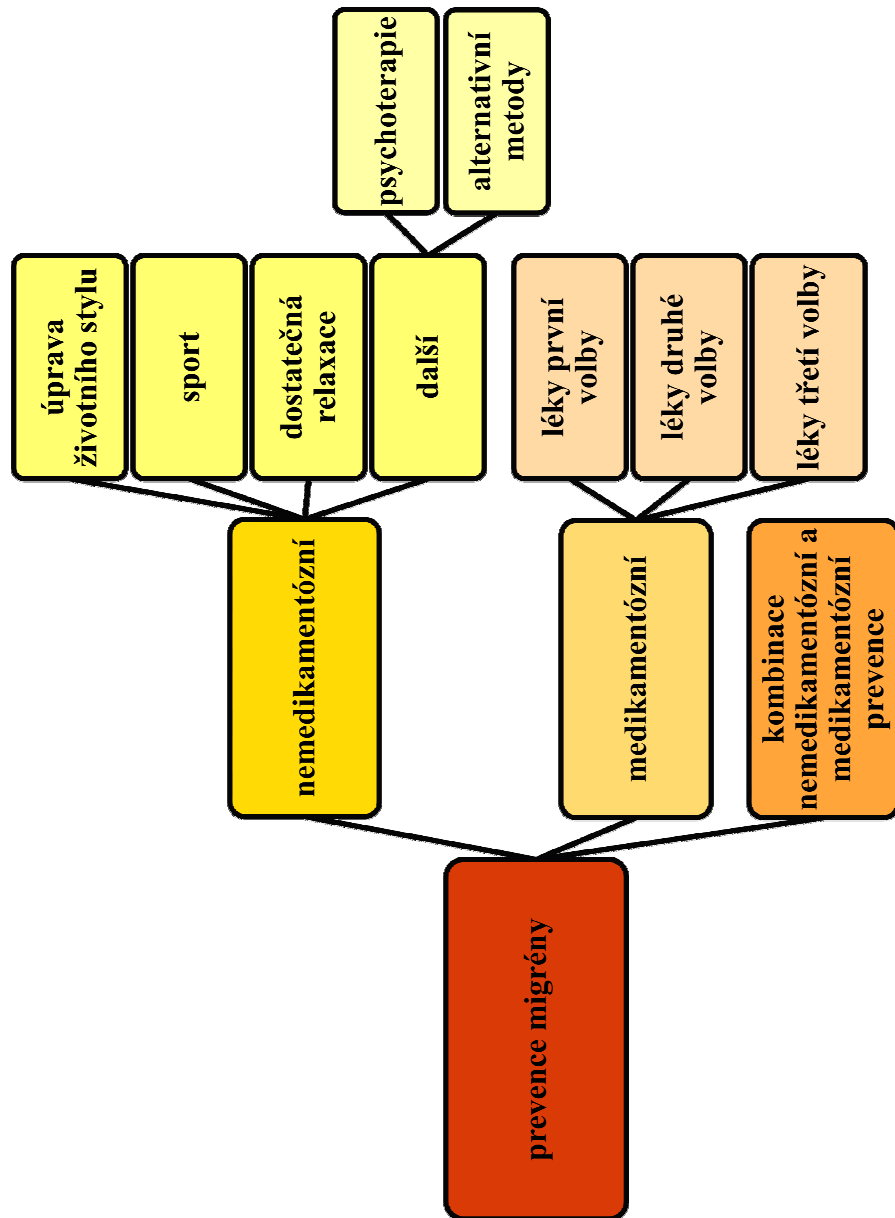 prevence migrény
nemedikamentózní
úprava
životního stylu
sport
dostatečná
relaxace
další
psychoterapie
alternativní
metody
medikamentózní
léky první
volby
léky druhé
volby
léky třetí volby
kombinace
nemedikamentózní a
medikamentózní
prevence